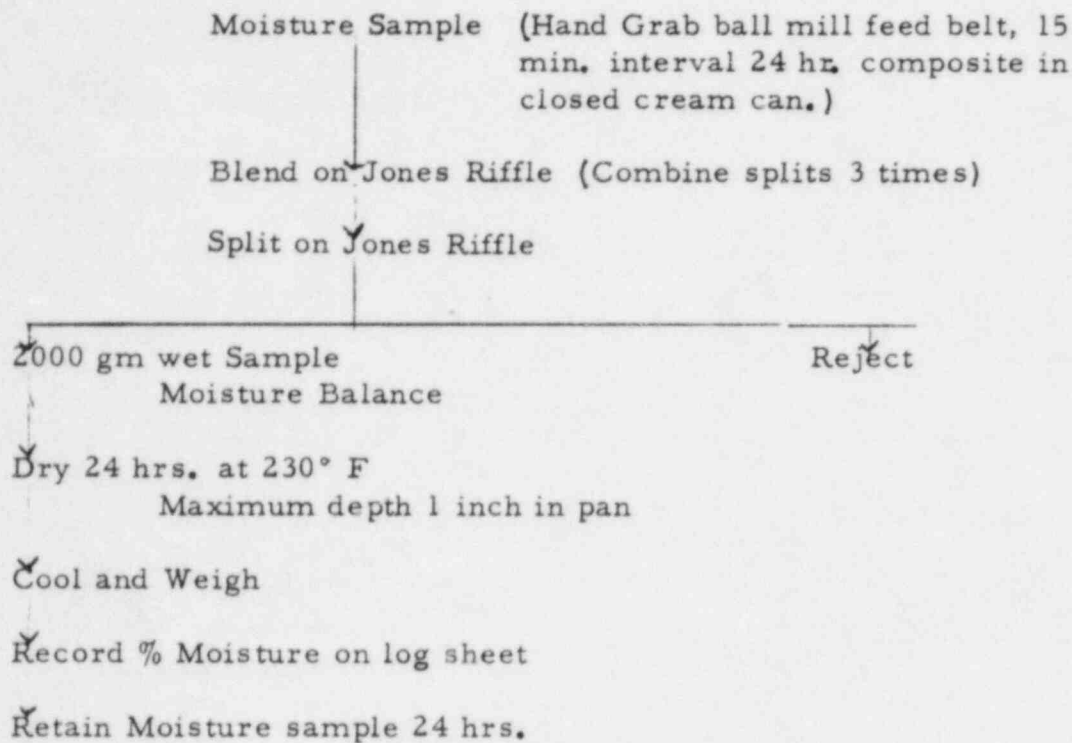 Moisture Sample (Hand Grab ball mill feed belt, 15
min. interval 24 hr. composite in
closed cream can.)
Blend on Jones Riffle (Combine splits 3 times)
Split on Jones Riffle
2000 gm wet Sample
Reject
Moisture Balance
Dry 24 hrs. at 230° F
Maximum depth 1 inch in pan
Cool and Weigh
Record % Moisture on log sheet
Retain Moisture sample 24 hrs.